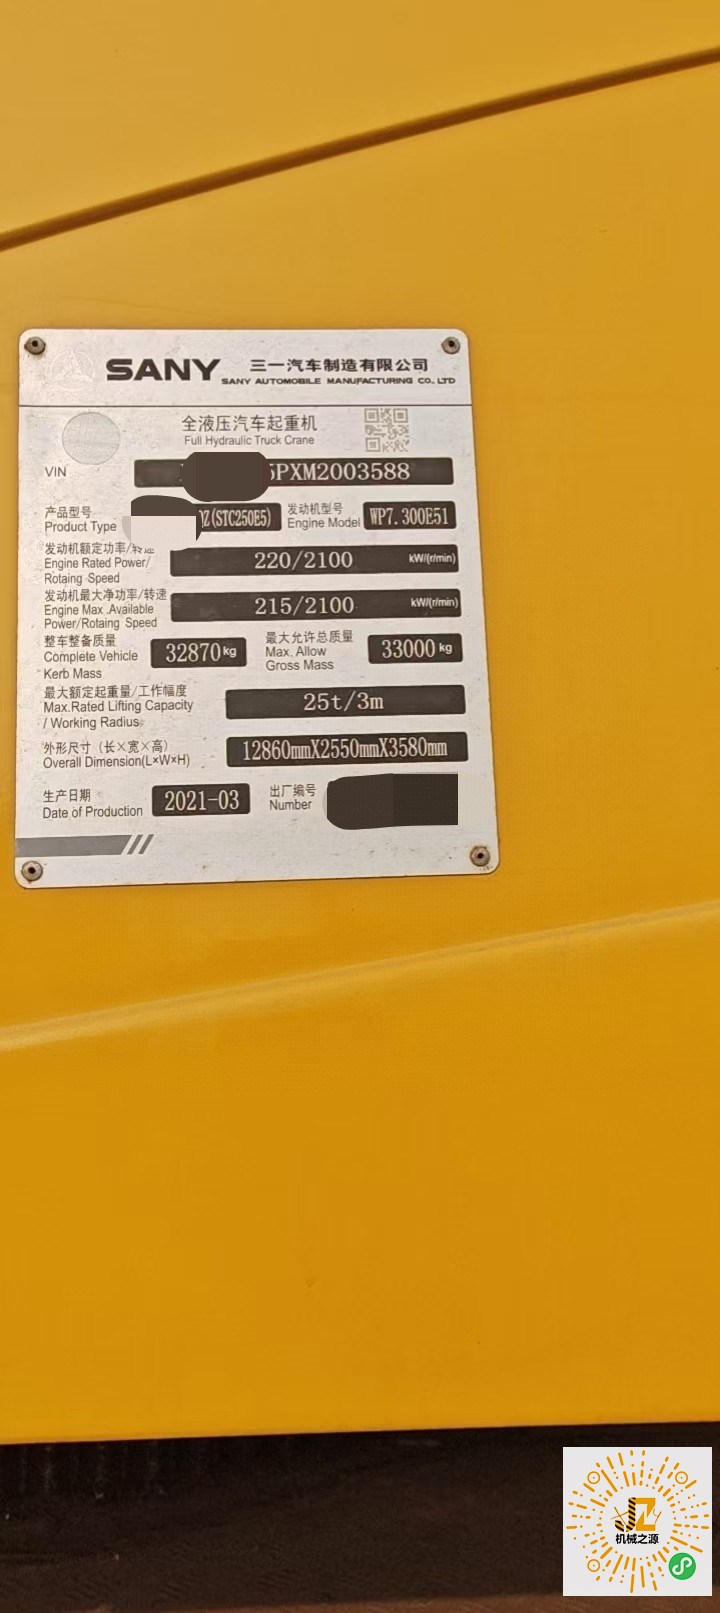 SANY 三一汽车制造有限公司
SANY AUTOMOBILE MANUFACTURING CO., LTD
全液压汽车起重机
Full Hydraulic Truck Crane
VIN 5PXM2003588
产品型号 QZ(STC250E5) 发动机型号 WP7.300E51
Product Type Engine Model
发动机额定功率/转速
Engine Rated Power/ 220/2100 kW/(r/min)
Rotaing Speed
发动机最大净功率/转速
Engine Max .Available 215/2100 kW/(r/min)
Power/Rotaing Speed
整车整备质量 32870 kg 最大允许总质量 33000 kg
Complete Vehicle Max. Allow
Kerb Mass Gross Mass
最大额定起重量/工作幅度
Max.Rated Lifting Capacity 25t/3m
/ Working Radius
外形尺寸（长×宽×高） 12860mmX2550mmX3580mm
Overall Dimension(L×W×H)
生产日期 2021-03 出厂编号
Date of Production Number
JZ
机械之源